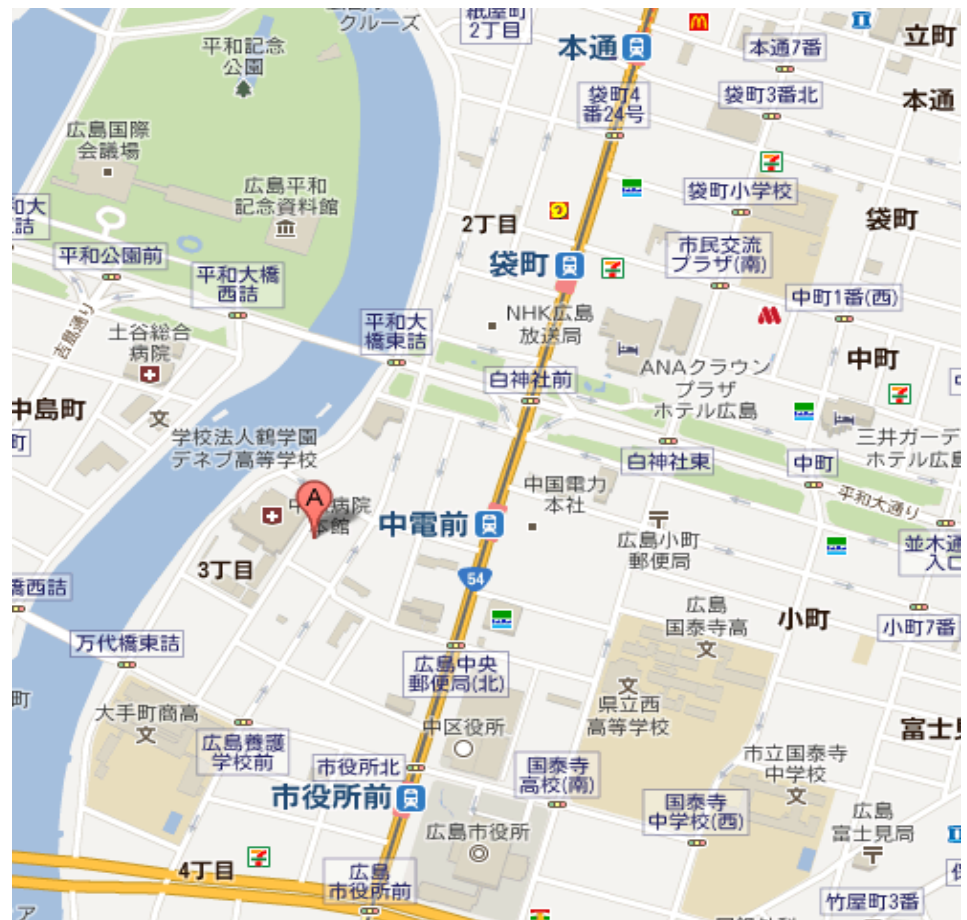 クルーズ
紙屋町
2丁目
立町
平和記念
公園
本通
本通7番
袋町4
番24号
袋町3番北
本通
広島国際
会議場
広島平和
記念資料館
袋町小学校
袋町
2丁目
平和公園前
平和大橋
西詰
袋町
市民交流
プラザ(南)
中町1番(西)
吉島通り
土谷総合
病院
平和大
橋東詰
NHK広島
放送局
ANAクラウン
プラザ
ホテル広島
中町
白神社前
中島町
学校法人鶴学園
デネブ高等学校
白神社東
中町
三井ガーデ
ホテル広島
平和大通り
A
病院
本館
中電前
中国電力
本社
広島小町
郵便局
並木通
入口
3丁目
54
橋西詰
万代橋東詰
広島
国泰寺高
小町
小町7番
広島中央
郵便局(北)
県立西
高等学校
大手町商高
広島養護
学校前
中区役所
市役所北
国泰寺
高校(南)
市立国泰寺
中学校
富士見
市役所前
広島市役所
国泰寺
中学校(西)
広島
富士見局
4丁目
広島
市役所前
竹屋町3番